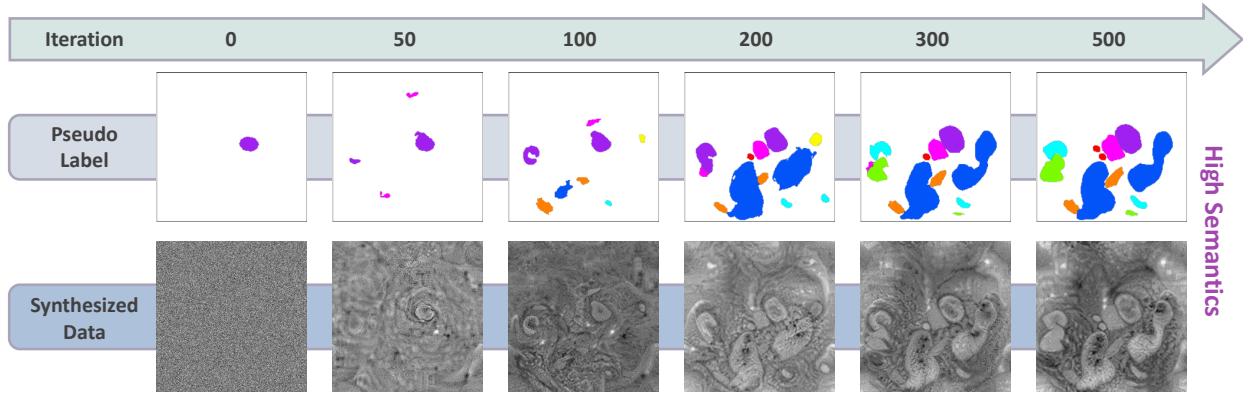 Iteration 0 50 100 200 300 500
Pseudo
Label
Synthesized
Data
High Semantics